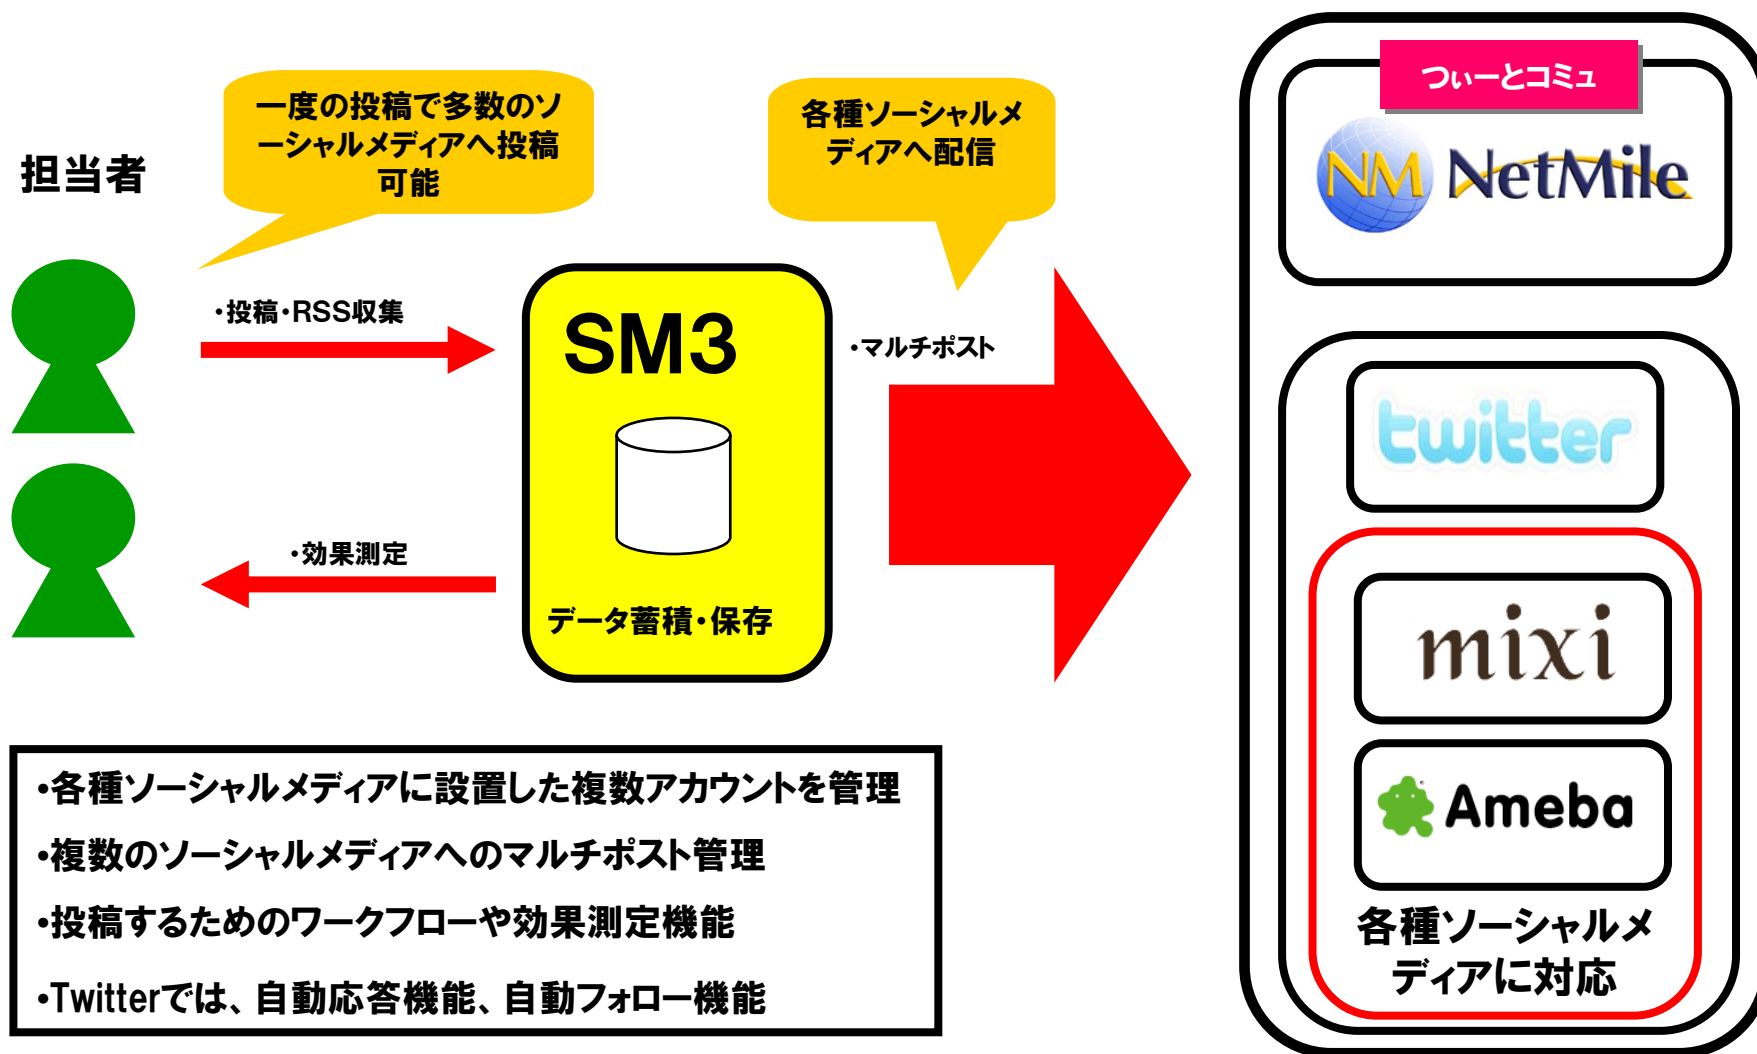 担当者
一度の投稿で多数のソ
ーシャルメディアへ投稿
可能
各種ソーシャルメ
ディアへ配信
つぃーとコミュ
NM NetMile
・投稿・RSS収集
SM3
・マルチポスト
twitter
・効果測定
データ蓄積・保存
mixi
Ameba
各種ソーシャルメ
ディアに対応
・各種ソーシャルメディアに設置した複数アカウントを管理
・複数のソーシャルメディアへのマルチポスト管理
・投稿するためのワークフローや効果測定機能
・Twitterでは、自動応答機能、自動フォロー機能